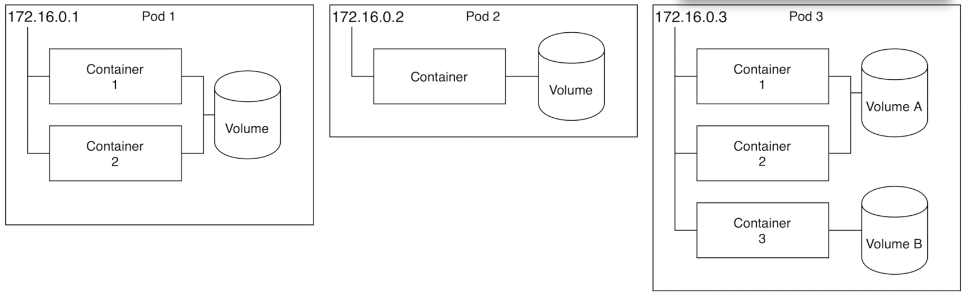 172.16.0.1 Pod 1
Container
1
Volume
Container
2
172.16.0.2 Pod 2
Container
Volume
172.16.0.3 Pod 3
Container
1
Volume A
Container
2
Container
3
Volume B